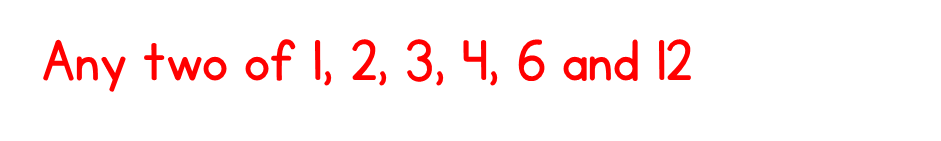 Any two of 1, 2, 3, 4, 6 and 12